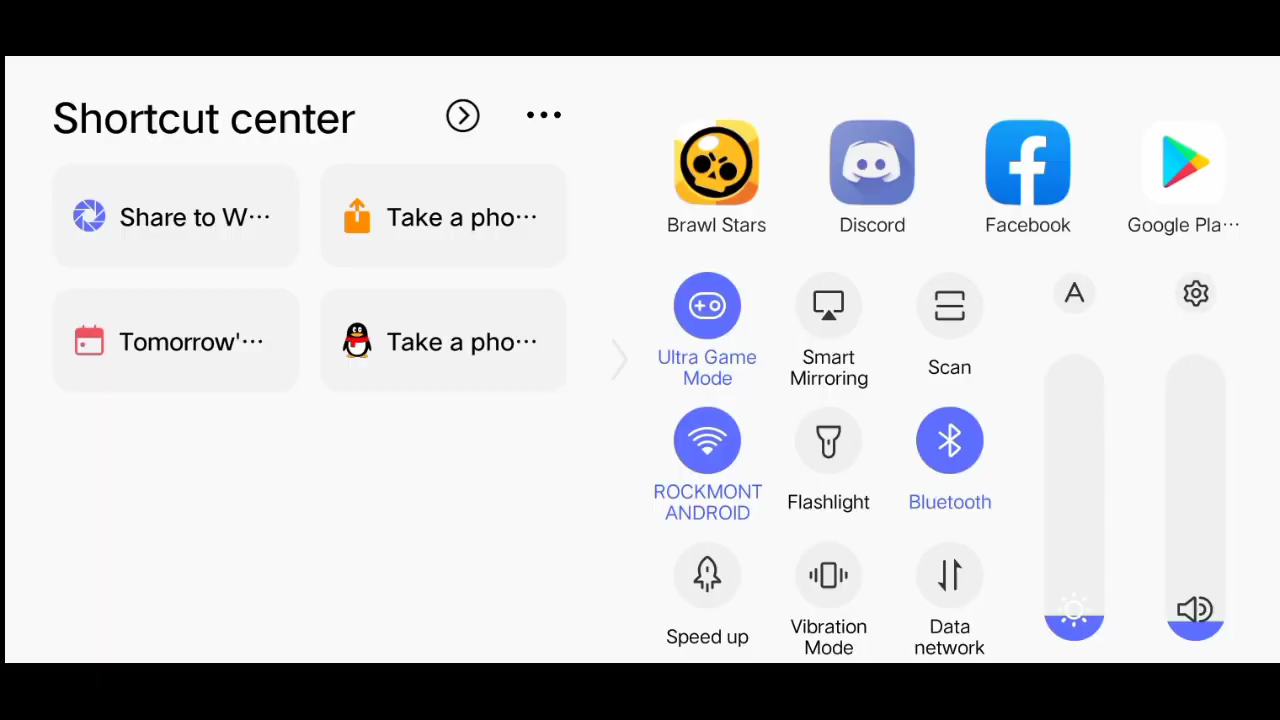 Shortcut center
Share to W···
Take a pho···
Tomorrow'···
Take a pho···
Brawl Stars
Discord
Facebook
Google Pla···
Ultra Game
Mode
Smart
Mirroring
Scan
A
ROCKMONT
ANDROID
Flashlight
Bluetooth
Speed up
Vibration
Mode
Data
network